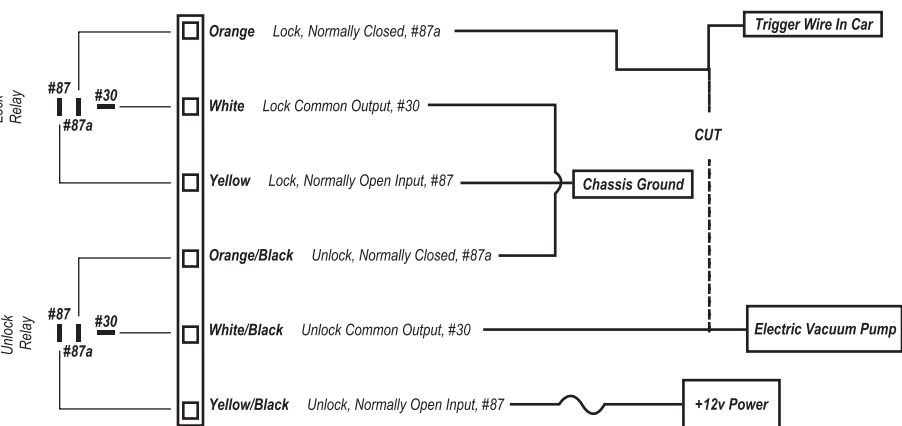 Orange Lock, Normally Closed, #87a
Trigger Wire In Car
#87
#30
#87a
Lock
Relay
White Lock Common Output, #30
CUT
Yellow Lock, Normally Open Input, #87
Chassis Ground
Orange/Black Unlock, Normally Closed, #87a
#87
#30
#87a
Unlock
Relay
White/Black Unlock Common Output, #30
Electric Vacuum Pump
Yellow/Black Unlock, Normally Open Input, #87
+12v Power